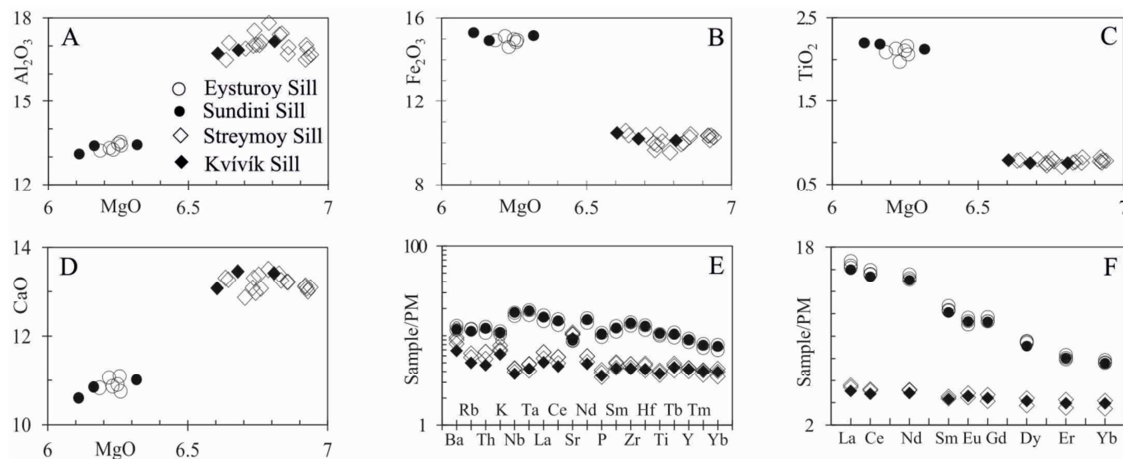 A
Al₂O₃
18
15
12
6
MgO
6.5
7
Eysturoy Sill
Sundini Sill
Streymoy Sill
Kvívík Sill
B
Fe₂O₃
16
12
8
6
MgO
6.5
7
C
TiO₂
2.5
1.5
0.5
6
MgO
6.5
7
D
CaO
14
12
10
6
MgO
6.5
7
E
Sample/PM
100
1
Rb Th K Ta Ce Nd Sm Hf Tb Tm
Ba Th Nb La Sr P Zr Ti Y Yb
F
Sample/PM
18
2
La Ce Nd Sm Eu Gd Dy Er Yb